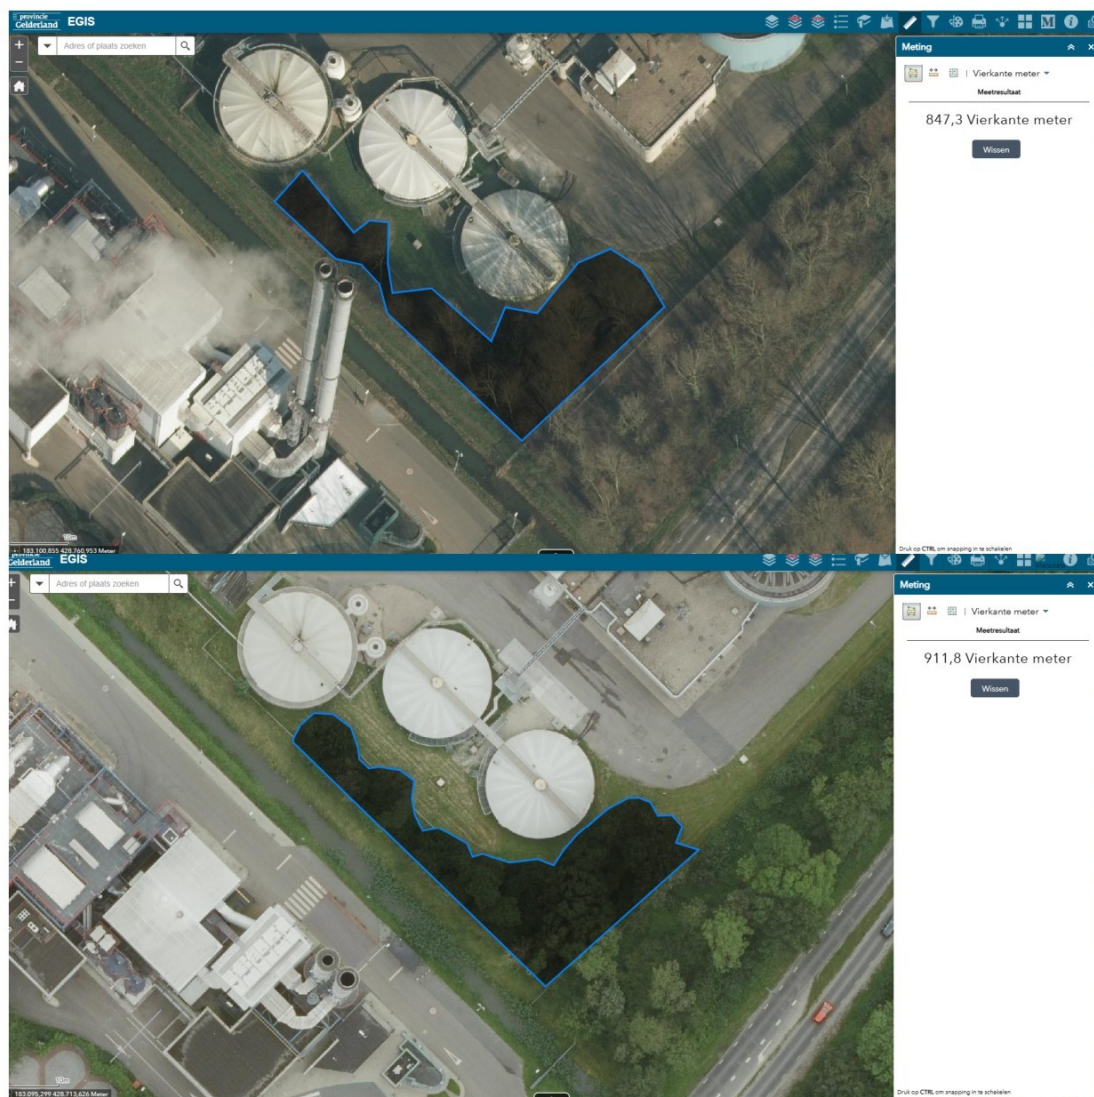 provincie
Gelderland EGIS
Adres of plaats zoeken
Meting
Vierkante meter
Meetresultaat
847,3 Vierkante meter
Wissen
10m
183.100,855 428.760,953 Meter
Druk op CTRL om snapping in te schakelen
provincie
Gelderland EGIS
Adres of plaats zoeken
Meting
Vierkante meter
Meetresultaat
911,8 Vierkante meter
Wissen
10m
183.095,299 428.713,626 Meter
Druk op CTRL om snapping in te schakelen